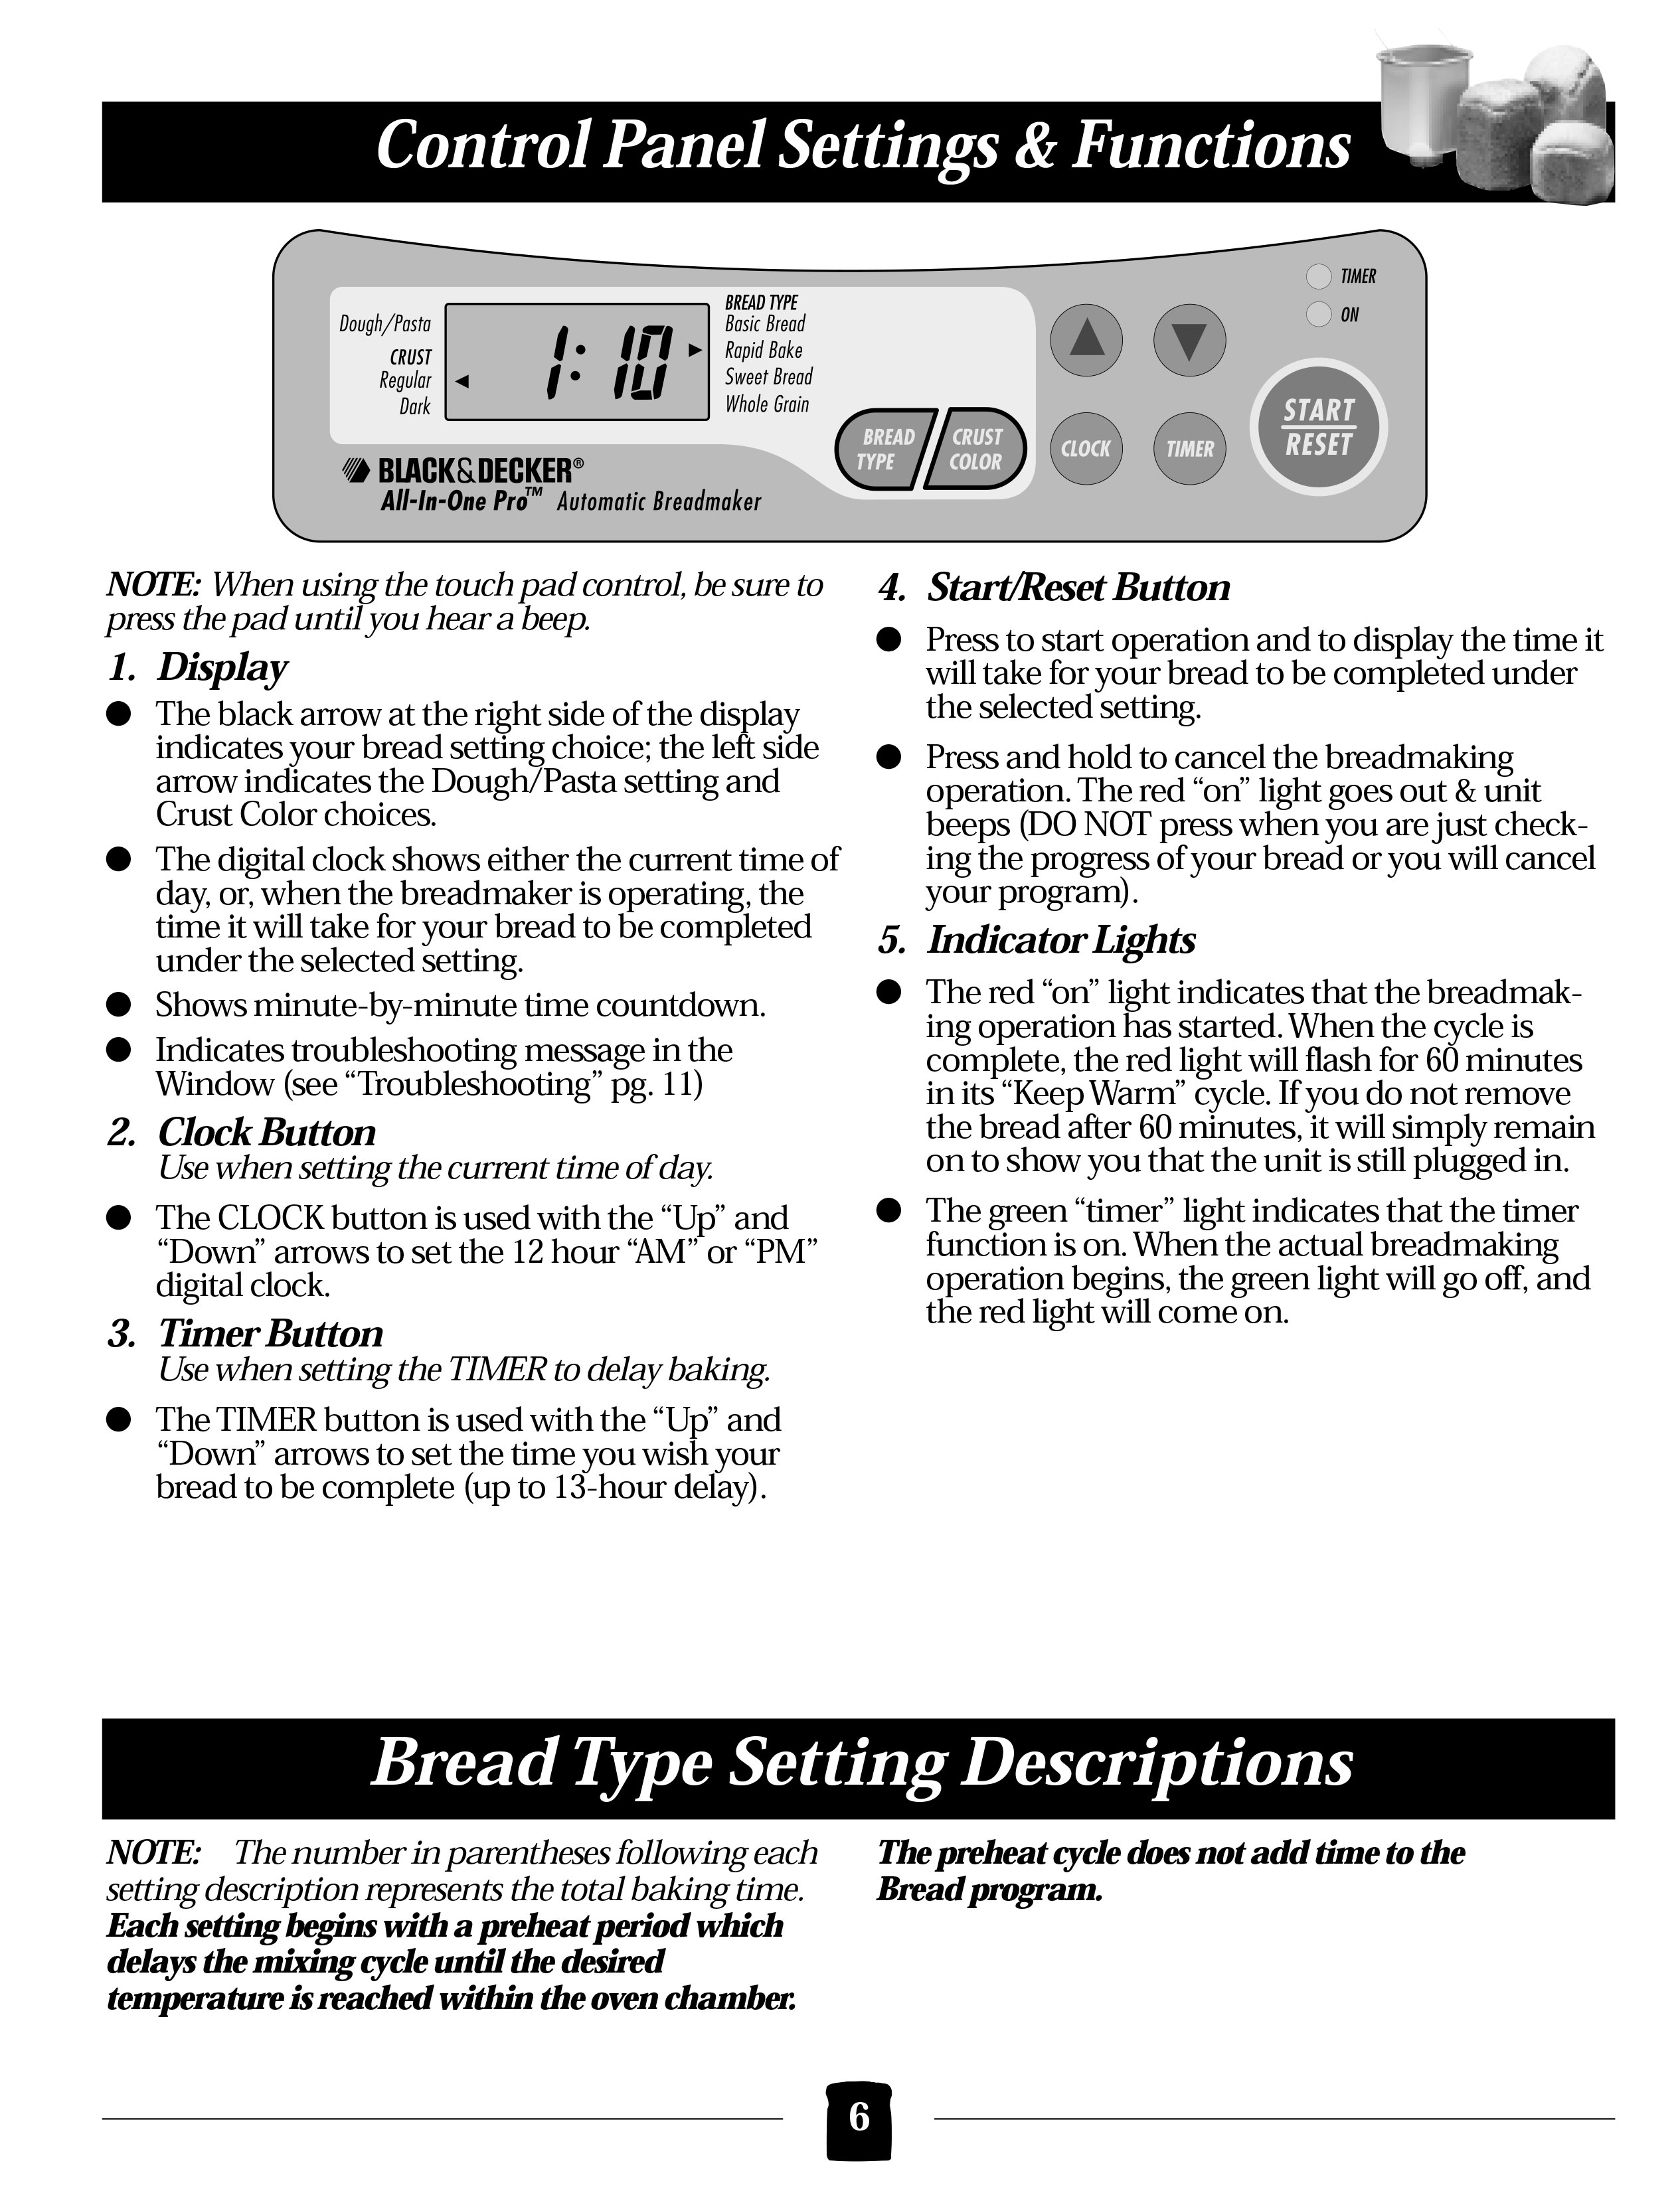 Control Panel Settings & Functions
Dough/Pasta
CRUST
Regular
Dark
1:10
BREAD TYPE
Basic Bread
Rapid Bake
Sweet Bread
Whole Grain
BREAD
TYPE
CRUST
COLOR
CLOCK
TIMER
TIMER
ON
START
RESET
BLACK&DECKER®
All-In-One Pro™ Automatic Breadmaker
NOTE: When using the touch pad control, be sure to
press the pad until you hear a beep.
1. Display
● The black arrow at the right side of the display
indicates your bread setting choice; the left side
arrow indicates the Dough/Pasta setting and
Crust Color choices.
● The digital clock shows either the current time of
day, or, when the breadmaker is operating, the
time it will take for your bread to be completed
under the selected setting.
● Shows minute-by-minute time countdown.
● Indicates troubleshooting message in the
Window (see “Troubleshooting” pg. 11)
2. Clock Button
Use when setting the current time of day.
● The CLOCK button is used with the “Up” and
“Down” arrows to set the 12 hour “AM” or “PM”
digital clock.
3. Timer Button
Use when setting the TIMER to delay baking.
● The TIMER button is used with the “Up” and
“Down” arrows to set the time you wish your
bread to be complete (up to 13-hour delay).
4. Start/Reset Button
● Press to start operation and to display the time it
will take for your bread to be completed under
the selected setting.
● Press and hold to cancel the breadmaking
operation. The red “on” light goes out & unit
beeps (DO NOT press when you are just check-
ing the progress of your bread or you will cancel
your program).
5. Indicator Lights
● The red “on” light indicates that the breadmak-
ing operation has started. When the cycle is
complete, the red light will flash for 60 minutes
in its “Keep Warm” cycle. If you do not remove
the bread after 60 minutes, it will simply remain
on to show you that the unit is still plugged in.
● The green “timer” light indicates that the timer
function is on. When the actual breadmaking
operation begins, the green light will go off, and
the red light will come on.
Bread Type Setting Descriptions
NOTE: The number in parentheses following each
setting description represents the total baking time.
Each setting begins with a preheat period which
delays the mixing cycle until the desired
temperature is reached within the oven chamber.
The preheat cycle does not add time to the
Bread program.
6